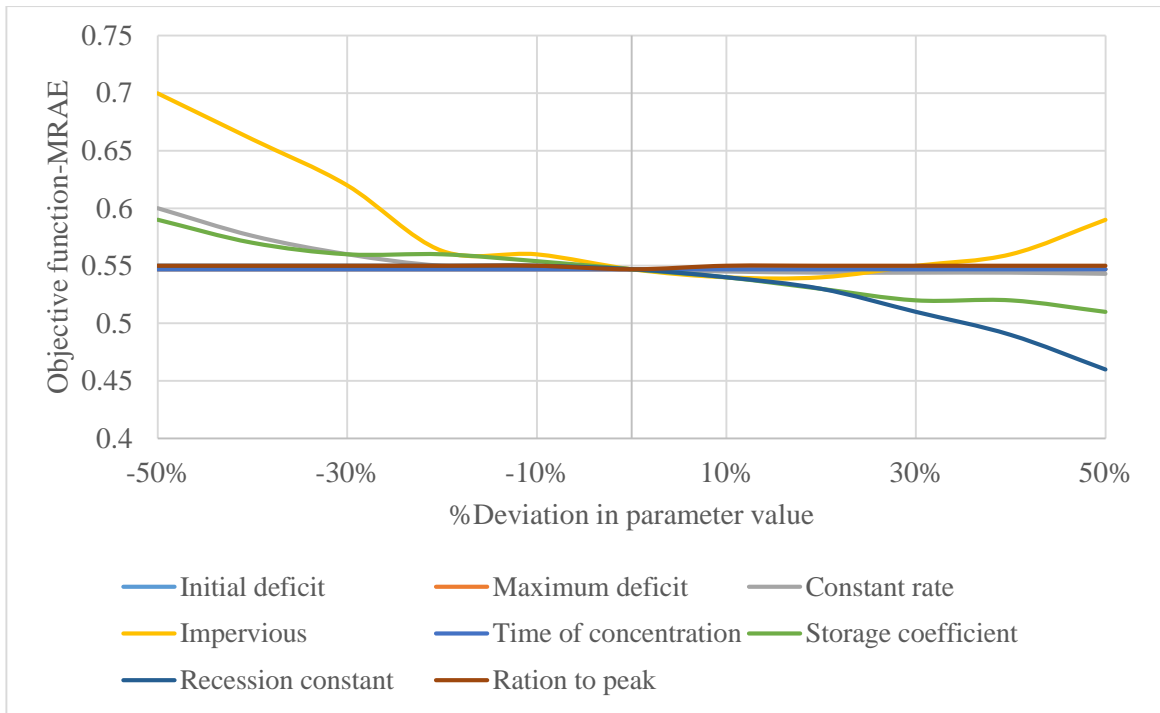 0.75
0.7
0.65
0.6
0.55
0.5
0.45
0.4
Objective function-MRAE
-50%
-30%
-10%
10%
30%
50%
%Deviation in parameter value
Initial deficit
Maximum deficit
Constant rate
Impervious
Time of concentration
Storage coefficient
Recession constant
Ration to peak